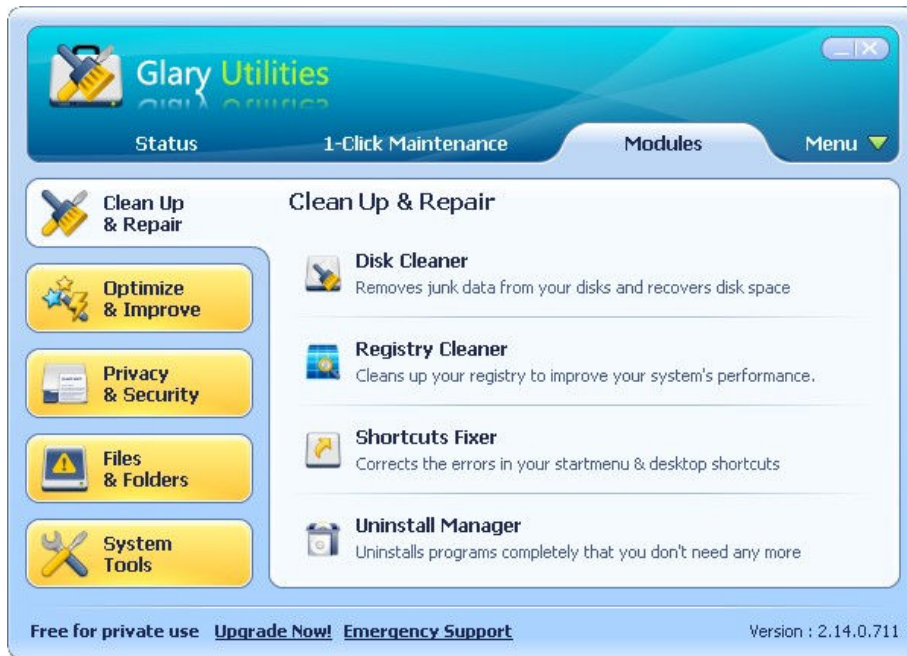 Glary Utilities
Status
1-Click Maintenance
Modules
Menu
Clean Up
& Repair
Optimize
& Improve
Privacy
& Security
Files
& Folders
System
Tools
Clean Up & Repair
Disk Cleaner
Removes junk data from your disks and recovers disk space
Registry Cleaner
Cleans up your registry to improve your system's performance.
Shortcuts Fixer
Corrects the errors in your startmenu & desktop shortcuts
Uninstall Manager
Uninstalls programs completely that you don't need any more
Free for private use Upgrade Now! Emergency Support
Version : 2.14.0.711